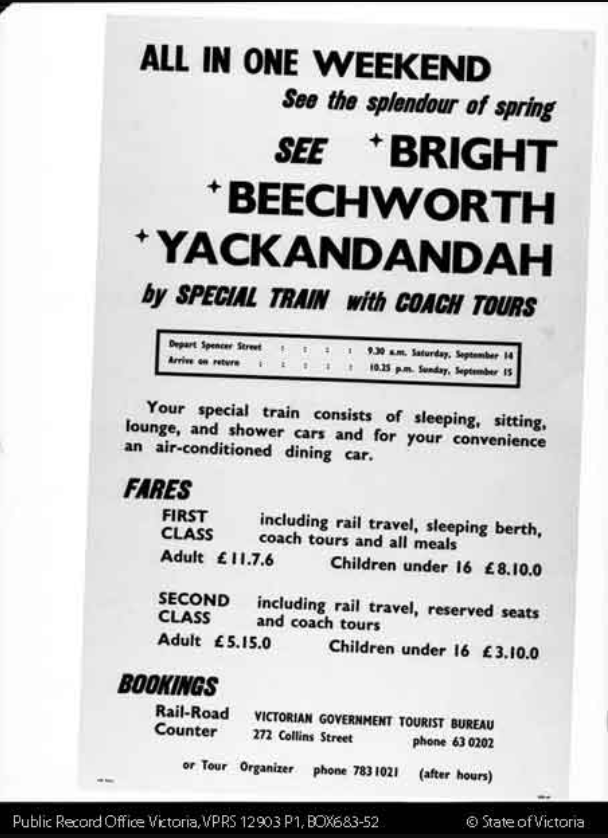 ALL IN ONE WEEKEND
See the splendour of spring
SEE +BRIGHT
+BEECHWORTH
+YACKANDANDAH
by SPECIAL TRAIN with COACH TOURS
Depart Spencer Street : : : : 9.30 a.m. Saturday, September 14
Arrive on return : : : : : 10.25 p.m. Sunday, September 15
Your special train consists of sleeping, sitting,
lounge, and shower cars and for your convenience
an air-conditioned dining car.
FARES
FIRST CLASS including rail travel, sleeping berth,
coach tours and all meals
Adult £11.7.6 Children under 16 £8.10.0
SECOND CLASS including rail travel, reserved seats
and coach tours
Adult £5.15.0 Children under 16 £3.10.0
BOOKINGS
Rail-Road Counter VICTORIAN GOVERNMENT TOURIST BUREAU
272 Collins Street phone 63 0202
or Tour Organizer phone 783 1021 (after hours)
Public Record Office Victoria, VPRS 12903 P1, BOX683-52 © State of Victoria